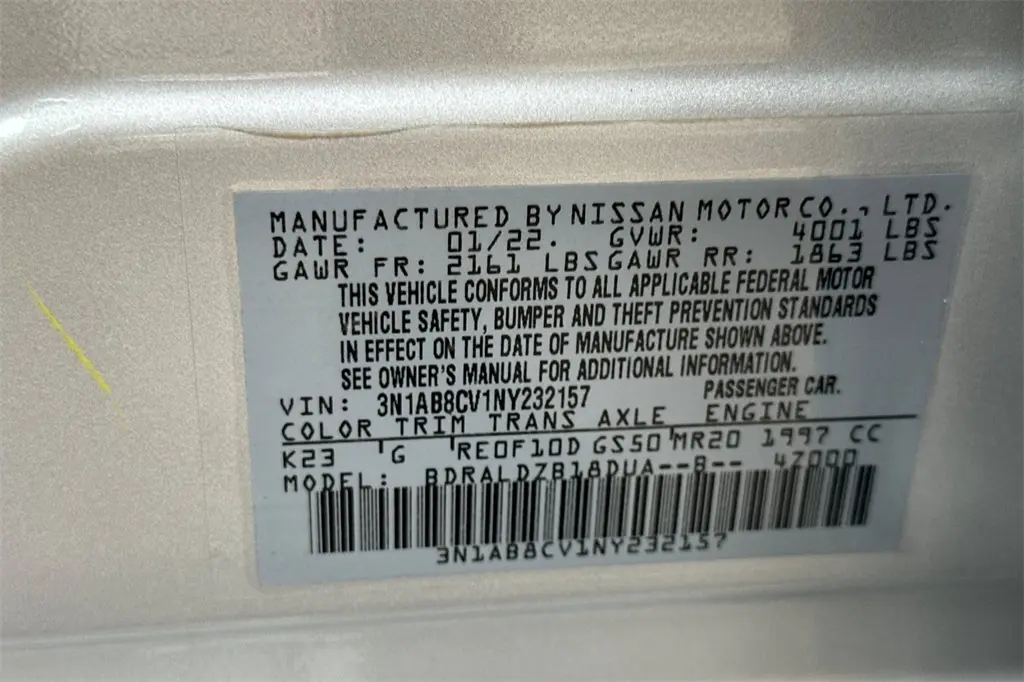 MANUFACTURED BY NISSAN MOTOR CO., LTD.
DATE: 01/22. GVWR: 4001 LBS
GAWR FR: 2161 LBS GAWR RR: 1863 LBS
THIS VEHICLE CONFORMS TO ALL APPLICABLE FEDERAL MOTOR
VEHICLE SAFETY, BUMPER AND THEFT PREVENTION STANDARDS
IN EFFECT ON THE DATE OF MANUFACTURE SHOWN ABOVE.
SEE OWNER'S MANUAL FOR ADDITIONAL INFORMATION.
VIN: 3N1AB8CV1NY232157 PASSENGER CAR.
COLOR TRIM TRANS AXLE ENGINE
K23 G RE0F10D GS50 MR20 1997 CC
MODEL: BDRALDZB18DUA--B-- 47000
3N1AB8CV1NY232157